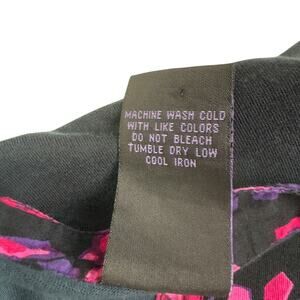 MACHINE WASH COLD
WITH LIKE COLORS
DO NOT BLEACH
TUMBLE DRY LOW
COOL IRON